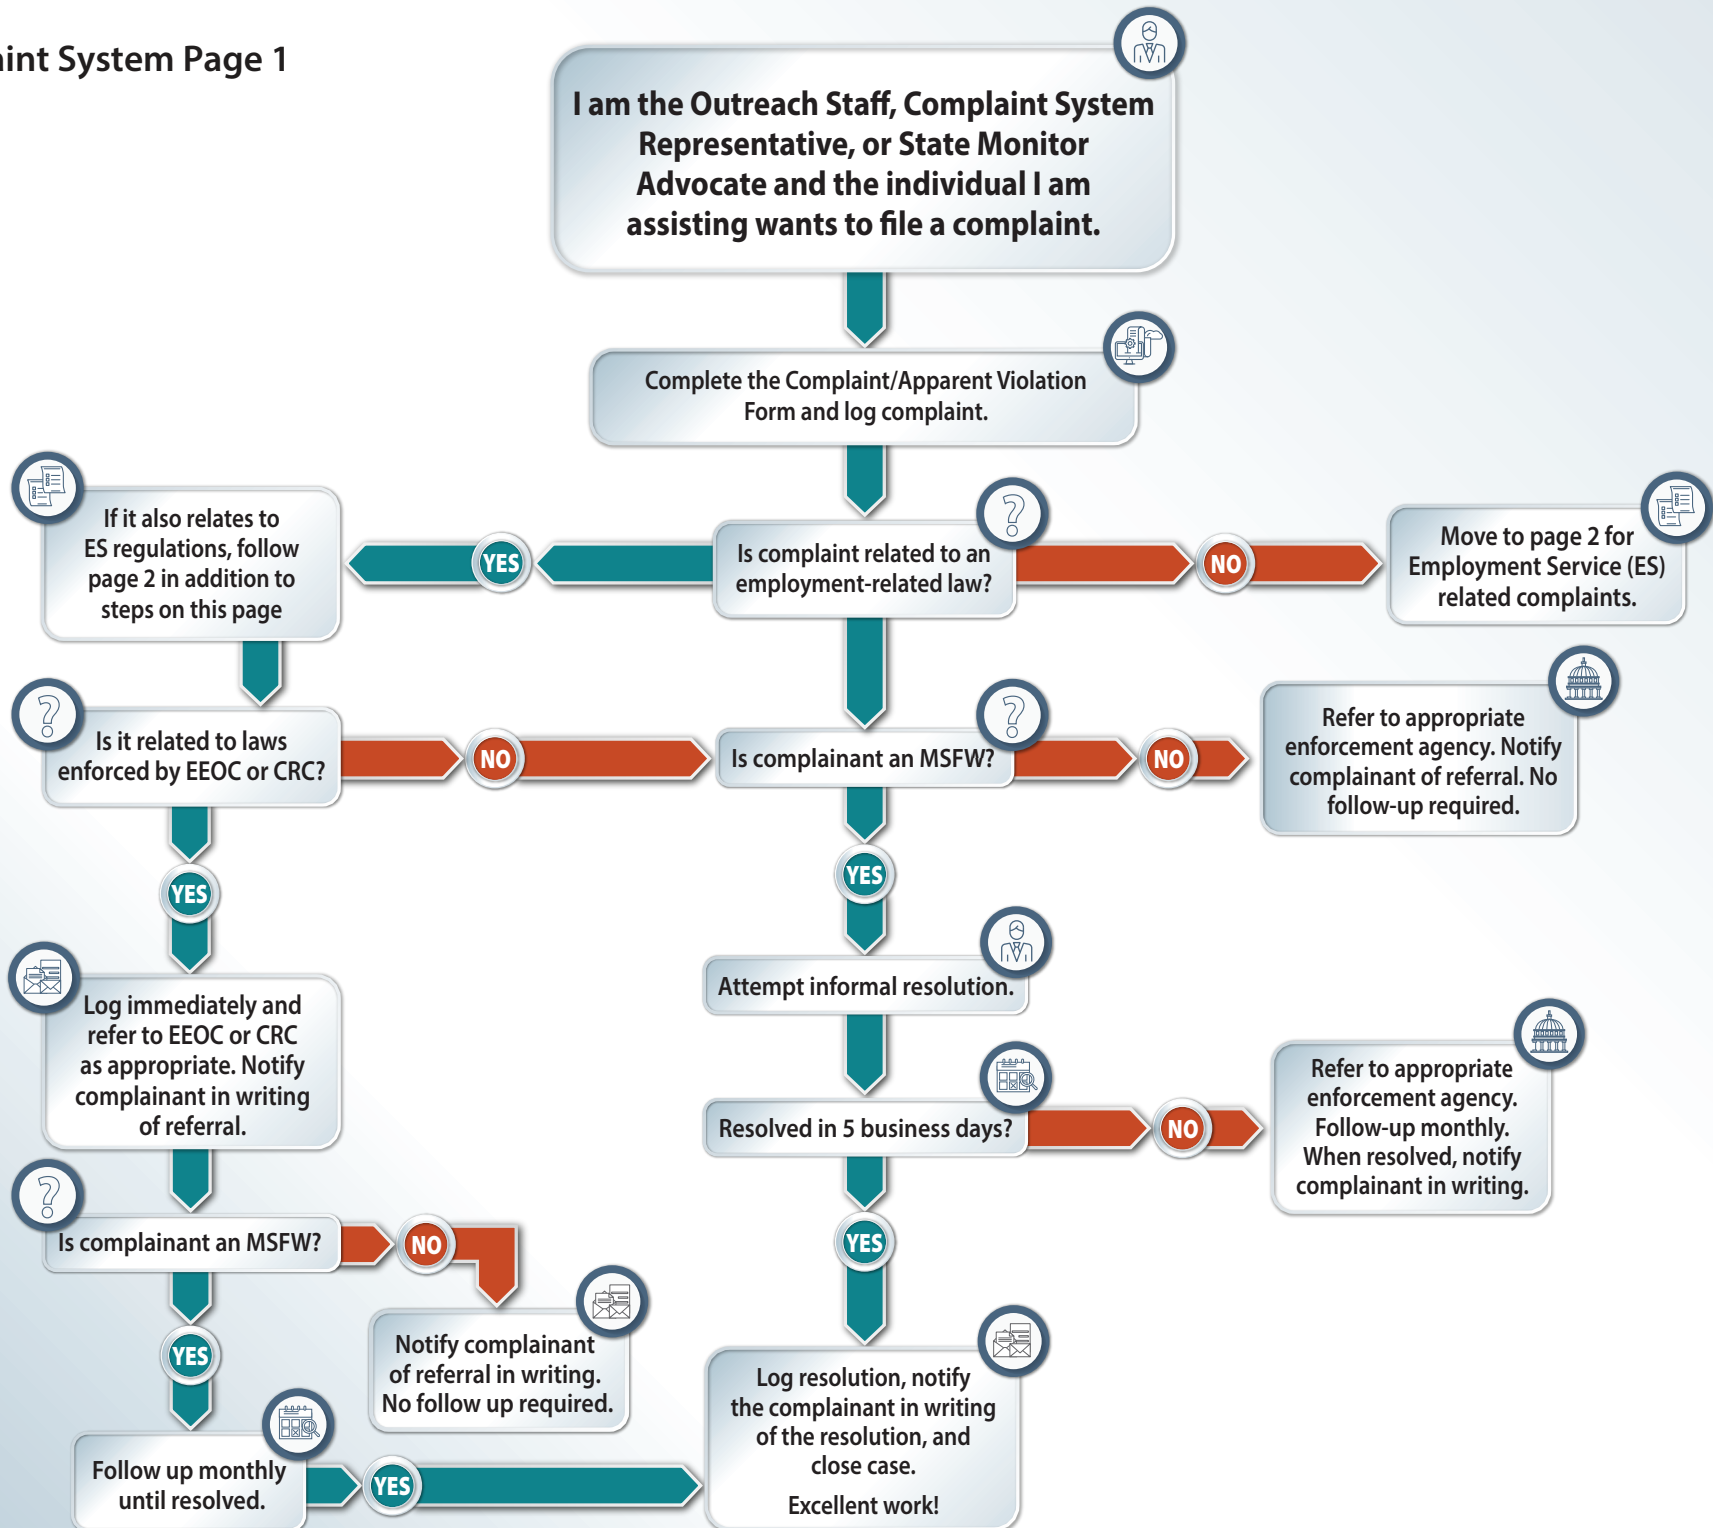 System Page 1
I am the Outreach Staff, Complaint System
Representative, or State Monitor
Advocate and the individual I am
assisting wants to file a complaint.
Complete the Complaint/Apparent Violation
Form and log complaint.
If it also relates to
ES regulations, follow
page 2 in addition to
steps on this page
YES
Is complaint related to an
employment-related law?
NO
Move to page 2 for
Employment Service (ES)
related complaints.
Is it related to laws
enforced by EEOC or CRC?
NO
Is complainant an MSFW?
NO
Refer to appropriate
enforcement agency. Notify
complainant of referral. No
follow-up required.
YES
YES
Log immediately and
refer to EEOC or CRC
as appropriate. Notify
complainant in writing
of referral.
Attempt informal resolution.
Resolved in 5 business days?
NO
Refer to appropriate
enforcement agency.
Follow-up monthly.
When resolved, notify
complainant in writing.
Is complainant an MSFW?
NO
YES
YES
Notify complainant
of referral in writing.
No follow up required.
Follow up monthly
until resolved.
YES
Log resolution, notify
the complainant in writing
of the resolution, and
close case.
Excellent work!